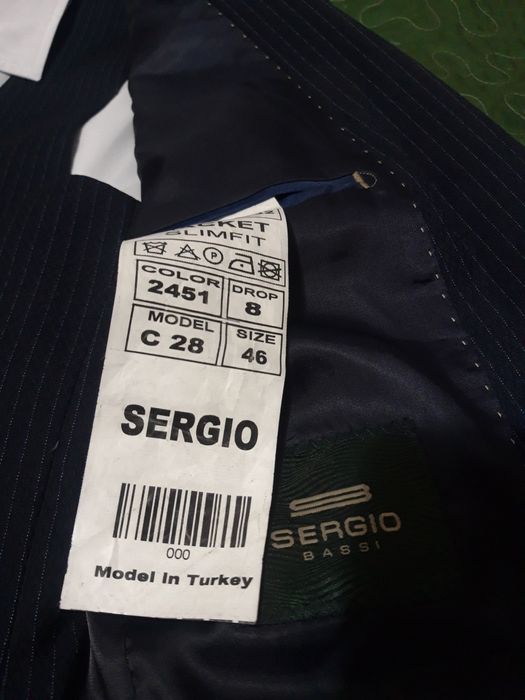 SLIMFIT
P
COLOR DROP
2451 8
MODEL SIZE
C 28 46
SERGIO
000
Model in Turkey
SERGIO
BASSI